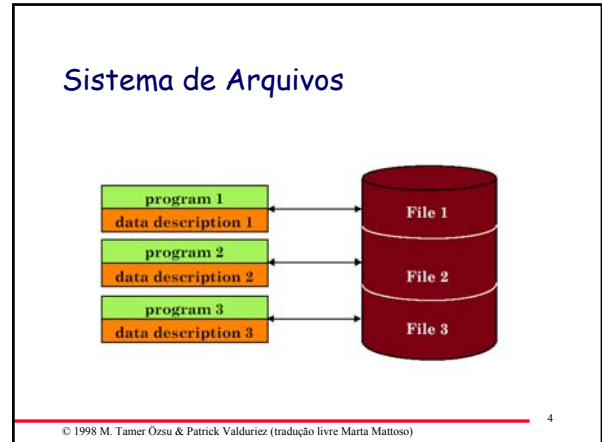 Sistema de Arquivos
program 1
data description 1
File 1
program 2
data description 2
File 2
program 3
data description 3
File 3
4
© 1998 M. Tamer Özsu & Patrick Valduriez (tradução livre Marta Mattoso)